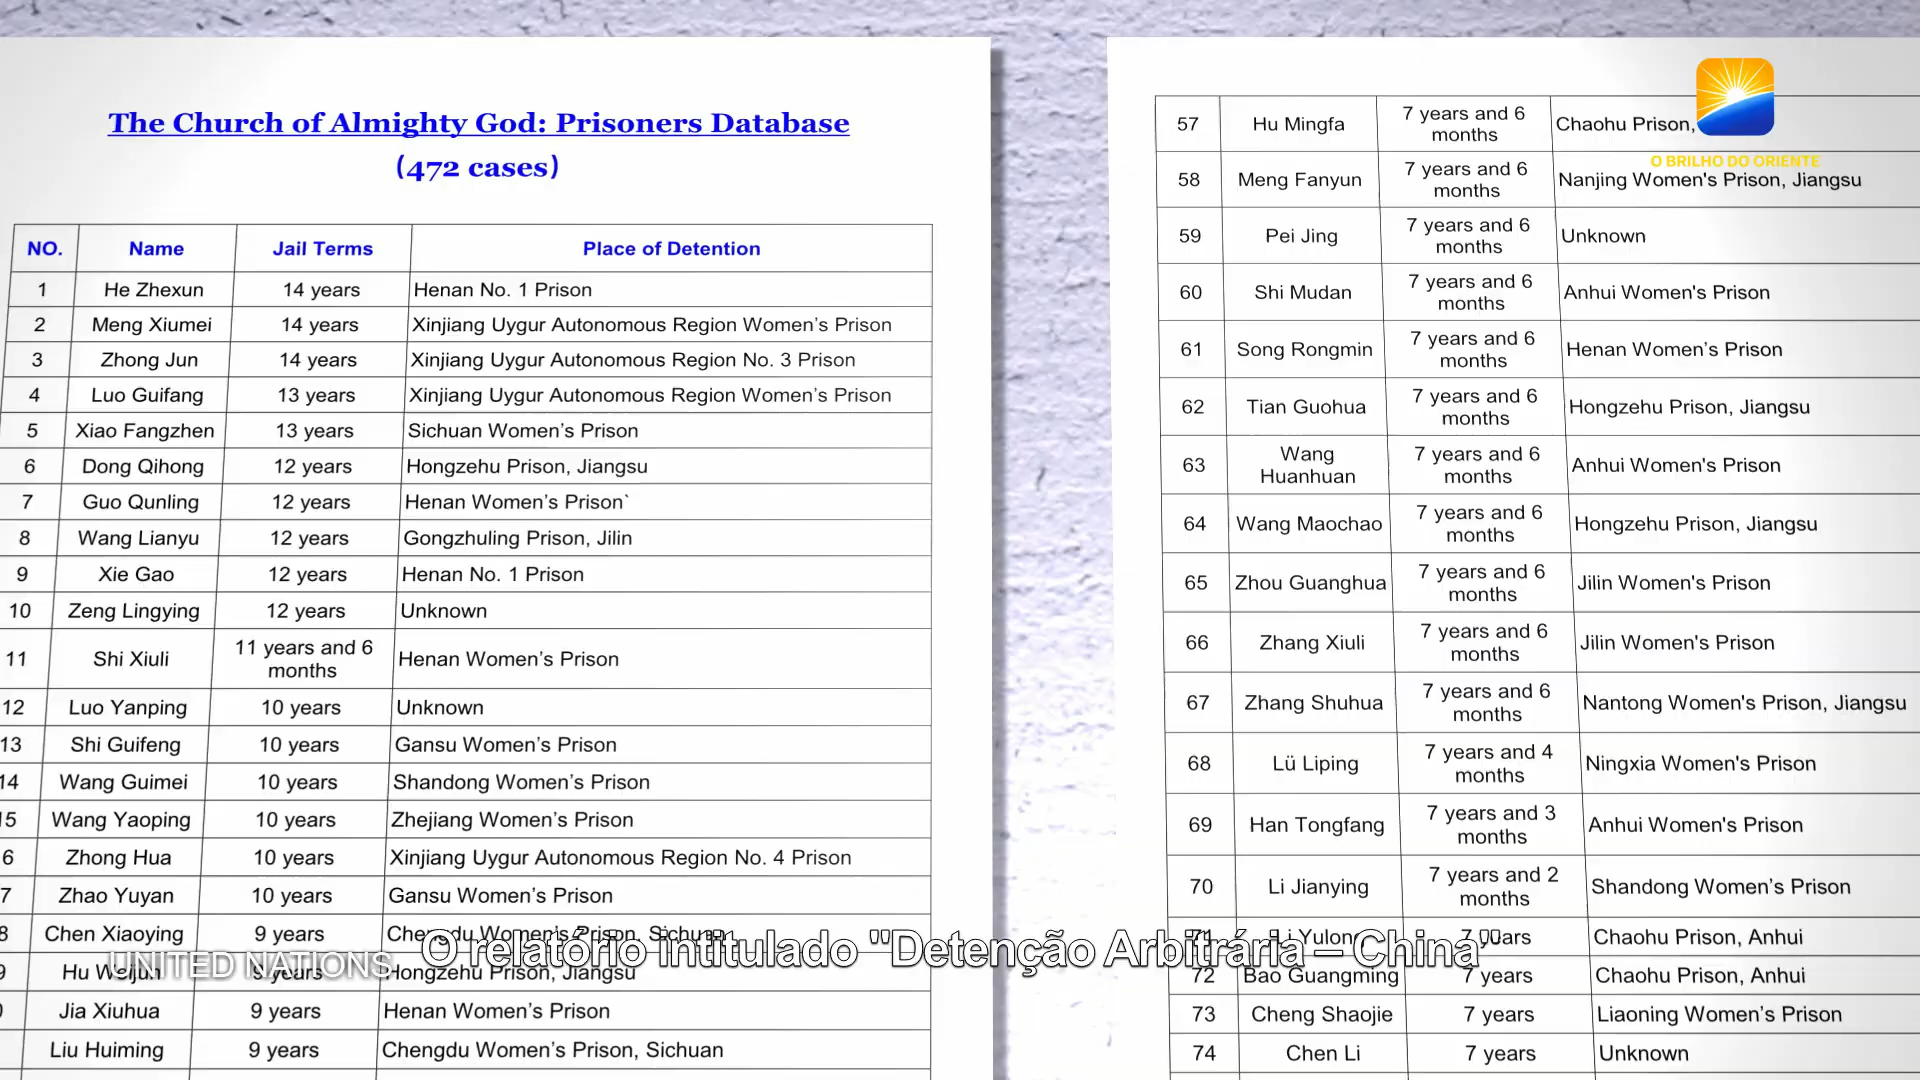 The Church of Almighty God: Prisoners Database
(472 cases)
NO. Name Jail Terms Place of Detention
1 He Zhexun 14 years Henan No. 1 Prison
2 Meng Xiumei 14 years Xinjiang Uygur Autonomous Region Women’s Prison
3 Zhong Jun 14 years Xinjiang Uygur Autonomous Region No. 3 Prison
4 Luo Guifang 13 years Xinjiang Uygur Autonomous Region Women’s Prison
5 Xiao Fangzhen 13 years Sichuan Women’s Prison
6 Dong Qihong 12 years Hongzehu Prison, Jiangsu
7 Guo Qunling 12 years Henan Women’s Prison`
8 Wang Lianyu 12 years Gongzhuling Prison, Jilin
9 Xie Gao 12 years Henan No. 1 Prison
10 Zeng Lingying 12 years Unknown
11 Shi Xiuli 11 years and 6 months Henan Women’s Prison
12 Luo Yanping 10 years Unknown
13 Shi Guifeng 10 years Gansu Women’s Prison
14 Wang Guimei 10 years Shandong Women’s Prison
15 Wang Yaoping 10 years Zhejiang Women’s Prison
6 Zhong Hua 10 years Xinjiang Uygur Autonomous Region No. 4 Prison
7 Zhao Yuyan 10 years Gansu Women’s Prison
8 Chen Xiaoying 9 years Chengdu Women’s Prison, Sichuan
9 Hu Weijun 9 years Hongzehu Prison, Jiangsu
Jia Xiuhua 9 years Henan Women’s Prison
Liu Huiming 9 years Chengdu Women’s Prison, Sichuan
57 Hu Mingfa 7 years and 6 months Chaohu Prison,
58 Meng Fanyun 7 years and 6 months Nanjing Women's Prison, Jiangsu
59 Pei Jing 7 years and 6 months Unknown
60 Shi Mudan 7 years and 6 months Anhui Women's Prison
61 Song Rongmin 7 years and 6 months Henan Women’s Prison
62 Tian Guohua 7 years and 6 months Hongzehu Prison, Jiangsu
63 Wang Huanhuan 7 years and 6 months Anhui Women's Prison
64 Wang Maochao 7 years and 6 months Hongzehu Prison, Jiangsu
65 Zhou Guanghua 7 years and 6 months Jilin Women's Prison
66 Zhang Xiuli 7 years and 6 months Jilin Women's Prison
67 Zhang Shuhua 7 years and 6 months Nantong Women's Prison, Jiangsu
68 Lü Liping 7 years and 4 months Ningxia Women's Prison
69 Han Tongfang 7 years and 3 months Anhui Women's Prison
70 Li Jianying 7 years and 2 months Shandong Women’s Prison
71 Li Yulong 7 years Chaohu Prison, Anhui
72 Bao Guangming 7 years Chaohu Prison, Anhui
73 Cheng Shaojie 7 years Liaoning Women’s Prison
74 Chen Li 7 years Unknown
O BRILHO DO ORIENTE
UNITED NATIONS
O relatório intitulado "Detenção Arbitrária – China"